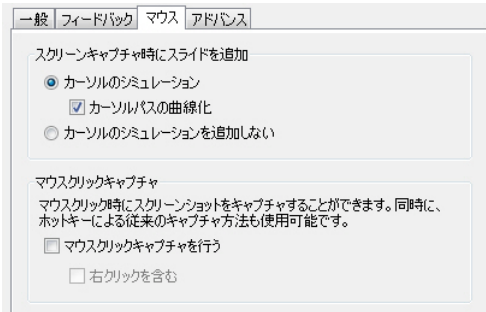 一般 フィードバック マウス アドバンス
スクリーンキャプチャ時にスライドを追加
カーソルのシミュレーション
カーソルパスの曲線化
カーソルのシミュレーションを追加しない
マウスクリックキャプチャ
マウスクリック時にスクリーンショットをキャプチャすることができます。同時に、
ホットキーによる従来のキャプチャ方法も使用可能です。
マウスクリックキャプチャを行う
右クリックを含む